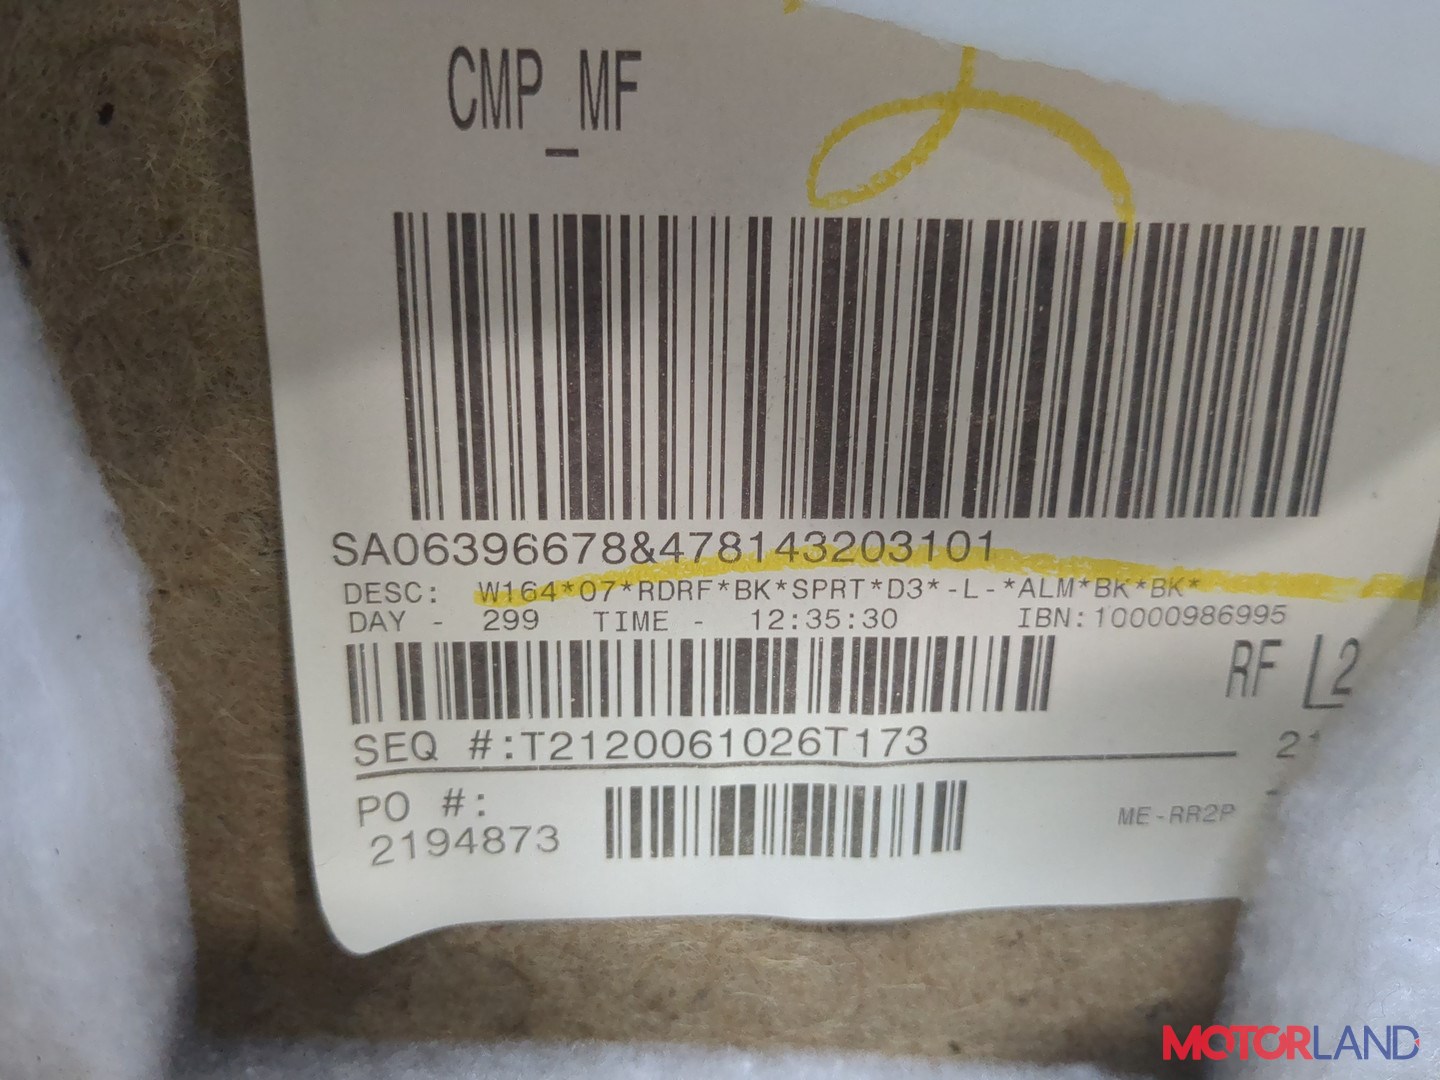 CMP_MF
SA06396678&478143203101
DESC: W164*07*RDRF*BK*SPRT*D3*-L-*ALM*BK*BK*
DAY - 299 TIME - 12:35:30 IBN:10000986995
RF L2
SEQ #:T2120061026T173
PO #:
2194873
ME-RR2P
MOTORLAND